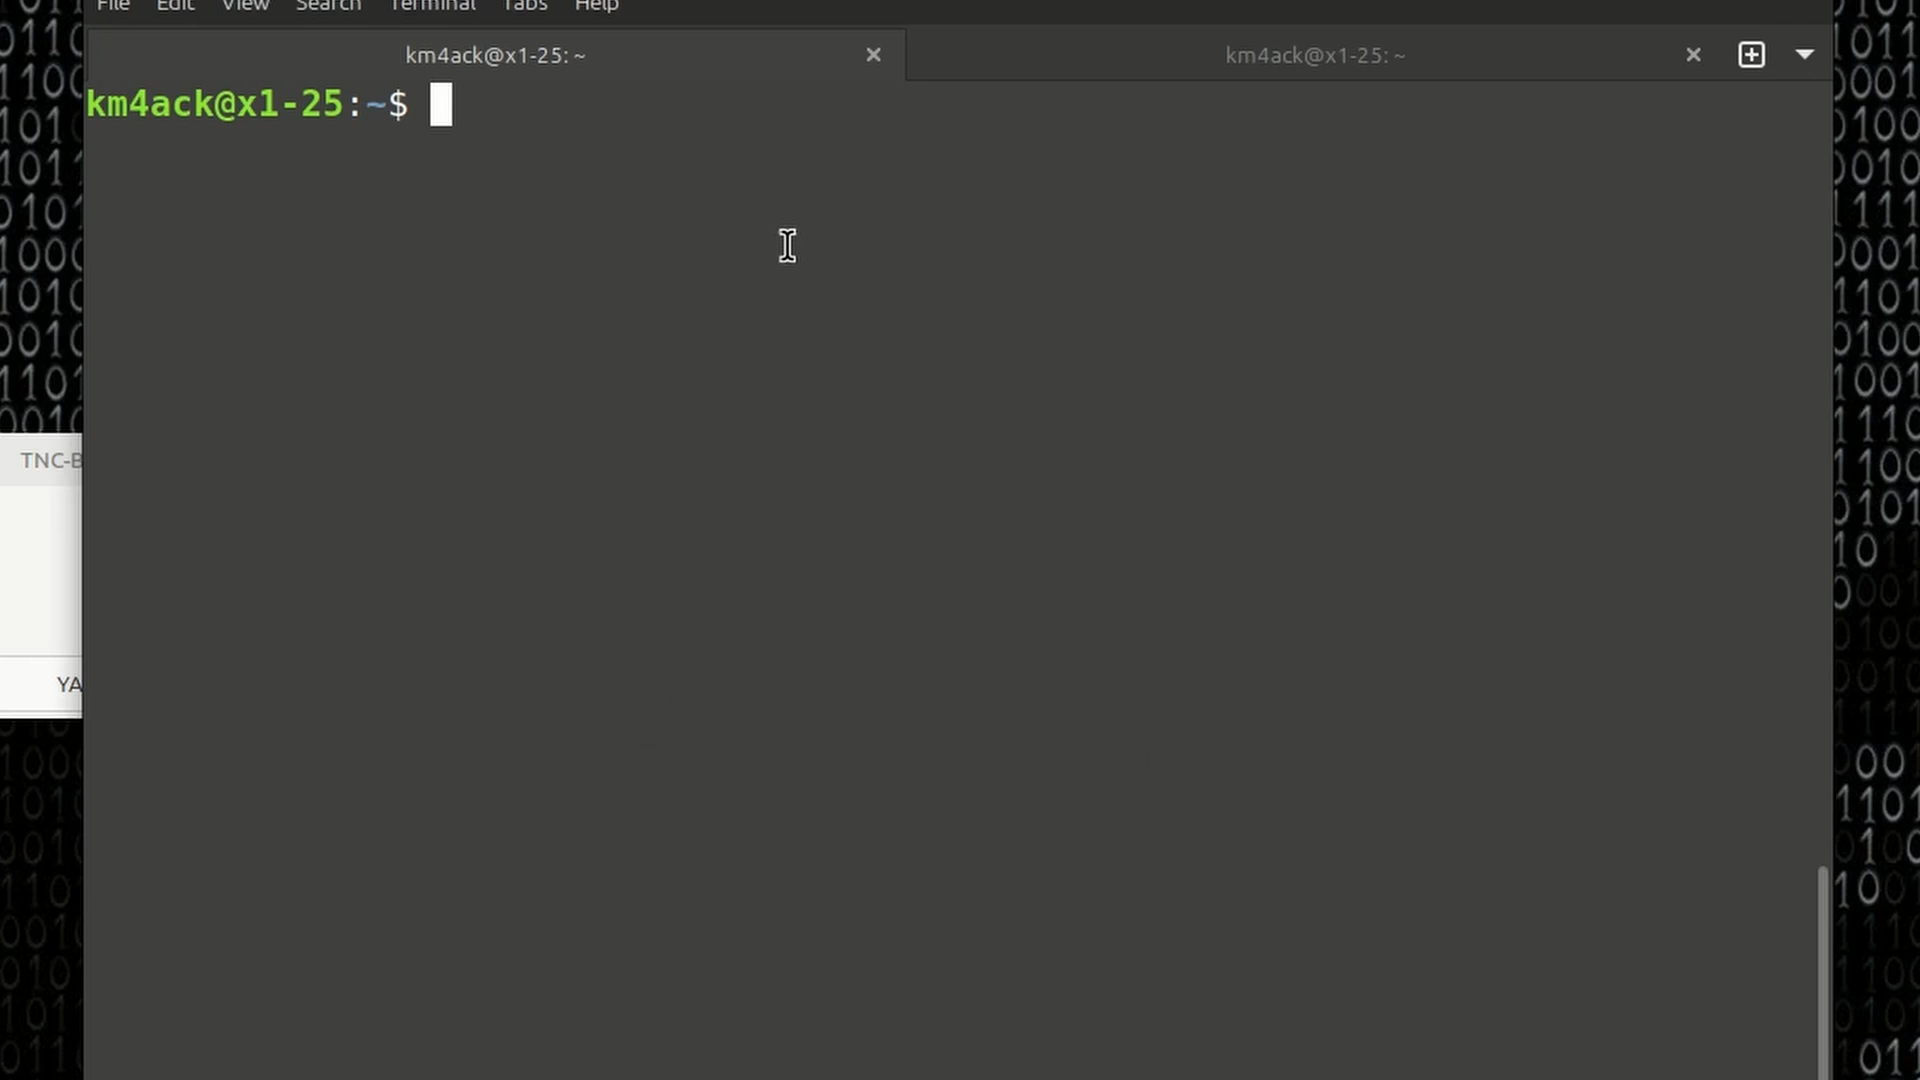 File Edit View Search Terminal Tabs Help
km4ack@x1-25: ~ km4ack@x1-25: ~
km4ack@x1-25:~$
TNC-B
YA